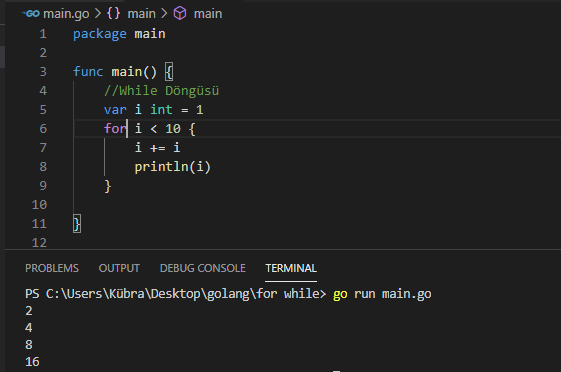 GO main.go > {} main > main
1 package main
2
3 func main() {
4 //While Döngüsü
5 var i int = 1
6 for i < 10 {
7 i += i
8 println(i)
9 }
10
11 }
12
PROBLEMS OUTPUT DEBUG CONSOLE TERMINAL
PS C:\Users\Kübra\Desktop\golang\for while> go run main.go
2
4
8
16